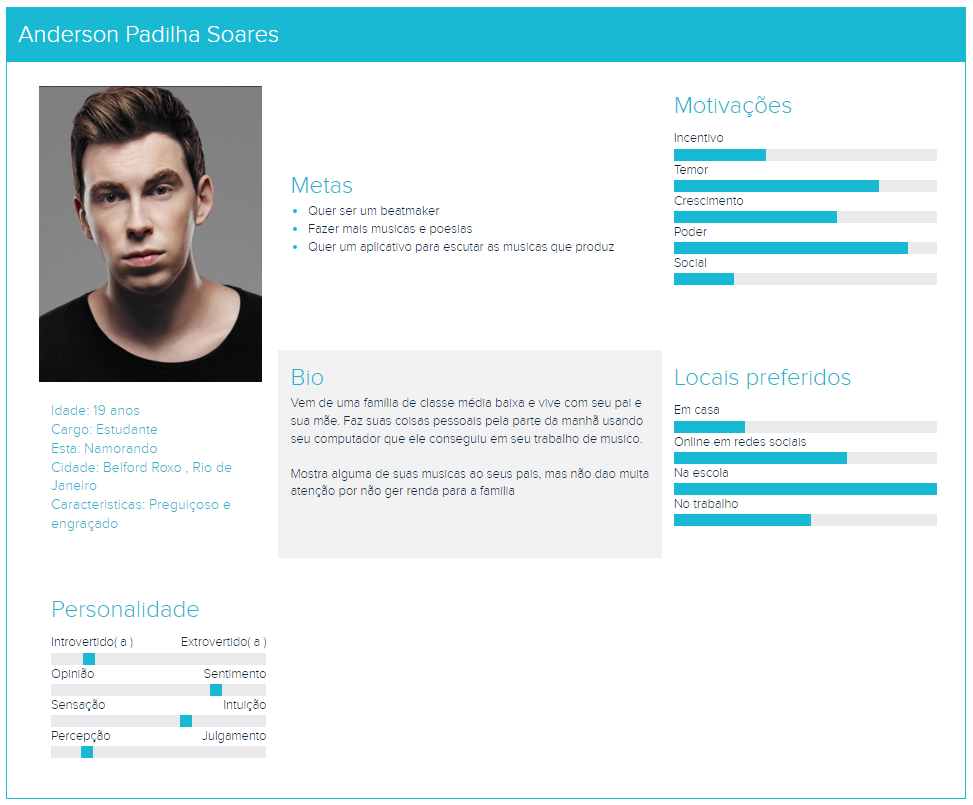 Anderson Padilha Soares
Idade: 19 anos
Cargo: Estudante
Esta: Namorando
Cidade: Belford Roxo , Rio de
Janeiro
Caracteristicas: Preguiçoso e
engraçado
Metas
Quer ser um beatmaker
Fazer mais musicas e poesias
Quer um aplicativo para escutar as musicas que produz
Motivações
Incentivo
Temor
Crescimento
Poder
Social
Bio
Vem de uma família de classe média baixa e vive com seu pai e
sua mãe. Faz suas coisas pessoais pela parte da manhã usando
seu computador que ele conseguiu em seu trabalho de musico.
Mostra alguma de suas musicas ao seus pais, mas não dao muita
atenção por não ger renda para a familia
Locais preferidos
Em casa
Online em redes sociais
Na escola
No trabalho
Personalidade
Introvertido( a ) Extrovertido( a )
Opinião Sentimento
Sensação Intuição
Percepção Julgamento